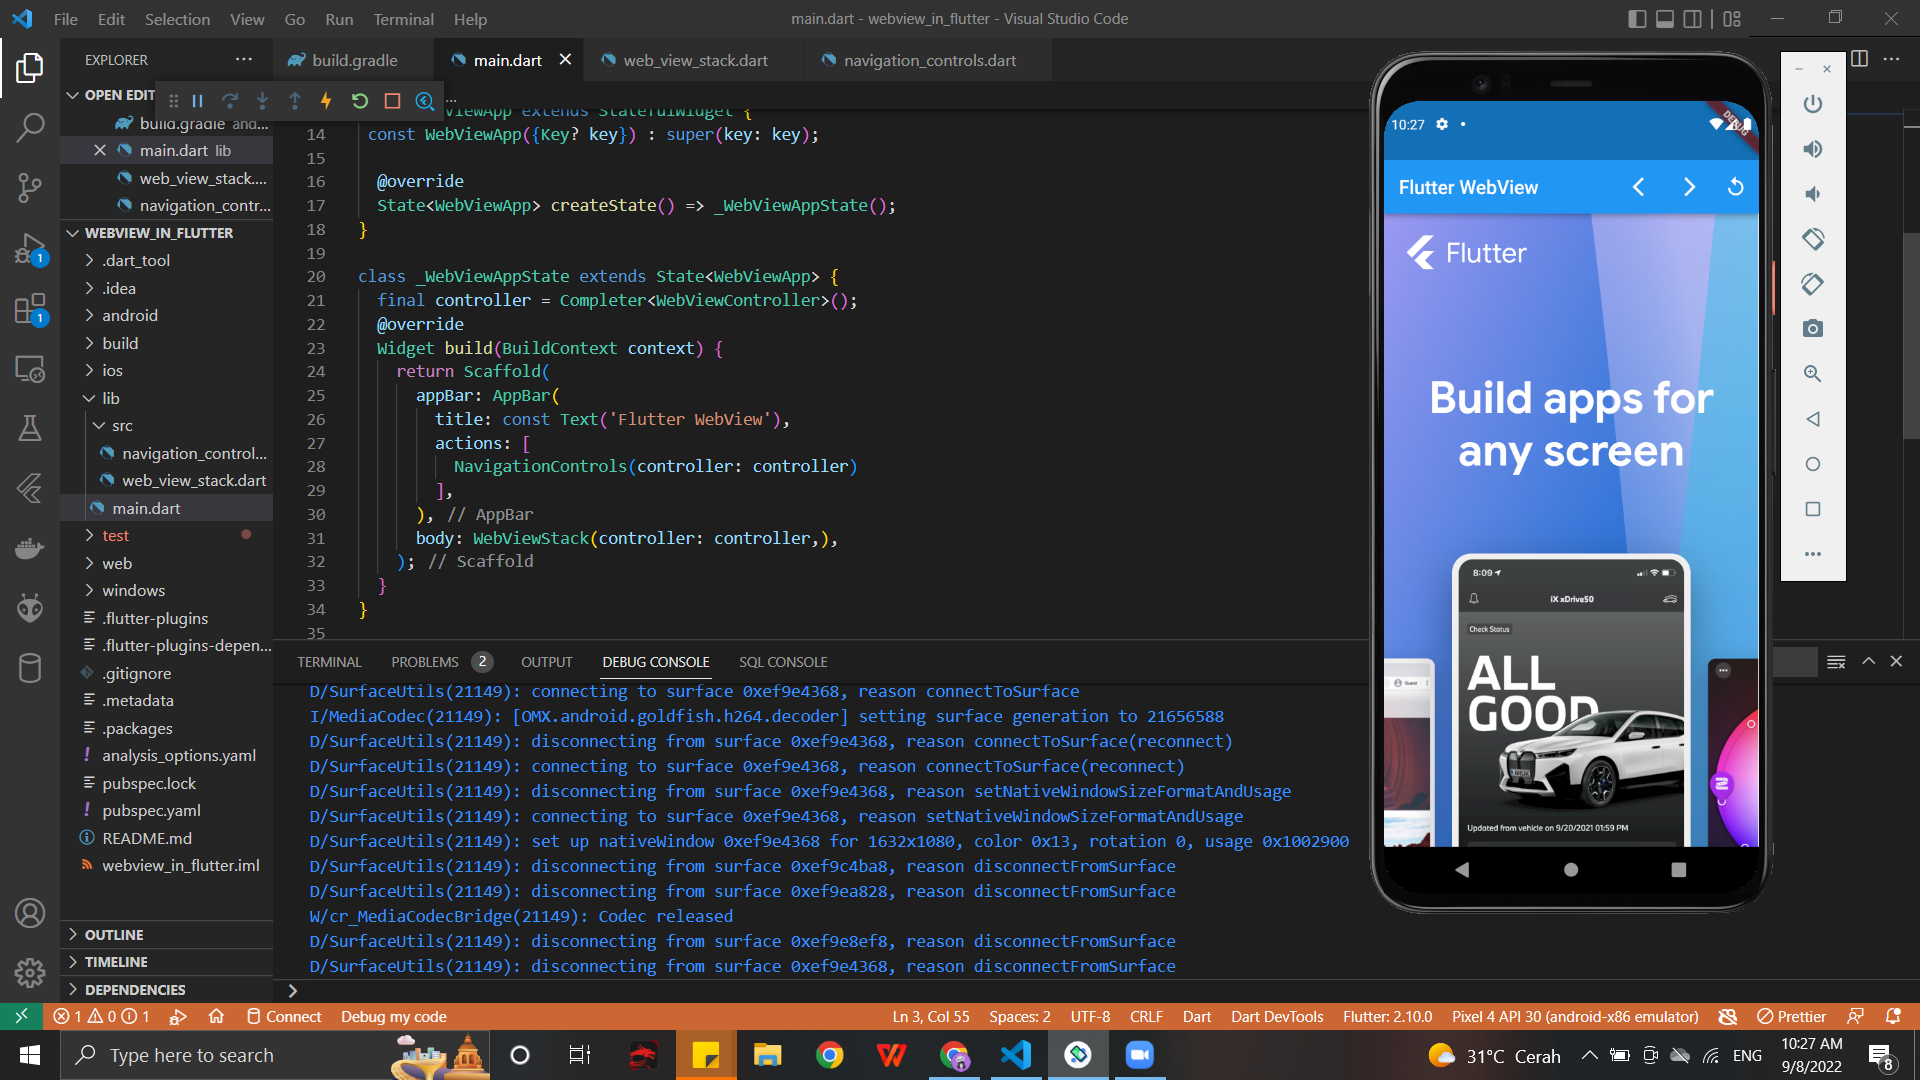 File Edit Selection View Go Run Terminal Help
main.dart - webview_in_flutter - Visual Studio Code
EXPLORER
build.gradle
main.dart
web_view_stack.dart
navigation_controls.dart
OPEN EDIT
build.gradle and...
main.dart lib
web_view_stack....
navigation_contr...
WEBVIEW_IN_FLUTTER
.dart_tool
.idea
android
build
ios
lib
src
navigation_control...
web_view_stack.dart
main.dart
test
web
windows
.flutter-plugins
.flutter-plugins-depen...
.gitignore
.metadata
.packages
analysis_options.yaml
pubspec.lock
pubspec.yaml
README.md
webview_in_flutter.iml
OUTLINE
TIMELINE
DEPENDENCIES
1
1
ViewApp extends StatefulWidget {
14 const WebViewApp({Key? key}) : super(key: key);
15
16 @override
17 State<WebViewApp> createState() => _WebViewAppState();
18 }
19
20 class _WebViewAppState extends State<WebViewApp> {
21 final controller = Completer<WebViewController>();
22 @override
23 Widget build(BuildContext context) {
24 return Scaffold(
25 appBar: AppBar(
26 title: const Text('Flutter WebView'),
27 actions: [
28 NavigationControls(controller: controller)
29 ],
30 ), // AppBar
31 body: WebViewStack(controller: controller,),
32 ); // Scaffold
33 }
34 }
35
TERMINAL PROBLEMS 2 OUTPUT DEBUG CONSOLE SQL CONSOLE
D/SurfaceUtils(21149): connecting to surface 0xef9e4368, reason connectToSurface
I/MediaCodec(21149): [OMX.android.goldfish.h264.decoder] setting surface generation to 21656588
D/SurfaceUtils(21149): disconnecting from surface 0xef9e4368, reason connectToSurface(reconnect)
D/SurfaceUtils(21149): connecting to surface 0xef9e4368, reason connectToSurface(reconnect)
D/SurfaceUtils(21149): disconnecting from surface 0xef9e4368, reason setNativeWindowSizeFormatAndUsage
D/SurfaceUtils(21149): connecting to surface 0xef9e4368, reason setNativeWindowSizeFormatAndUsage
D/SurfaceUtils(21149): set up nativeWindow 0xef9e4368 for 1632x1080, color 0x13, rotation 0, usage 0x1002900
D/SurfaceUtils(21149): disconnecting from surface 0xef9c4ba8, reason disconnectFromSurface
D/SurfaceUtils(21149): disconnecting from surface 0xef9ea828, reason disconnectFromSurface
W/cr_MediaCodecBridge(21149): Codec released
D/SurfaceUtils(21149): disconnecting from surface 0xef9e8ef8, reason disconnectFromSurface
D/SurfaceUtils(21149): disconnecting from surface 0xef9e4368, reason disconnectFromSurface
10:27
DEBUG
Flutter WebView
Flutter
Build apps for
any screen
8:09
iX xDrive50
Check Status
ALL
GOOD
Updated from vehicle on 9/20/2021 01:59 PM
Guest
1 0 1 Connect Debug my code
Ln 3, Col 55 Spaces: 2 UTF-8 CRLF Dart Dart DevTools Flutter: 2.10.0 Pixel 4 API 30 (android-x86 emulator) Prettier
Type here to search
31°C Cerah
ENG
10:27 AM
9/8/2022
8